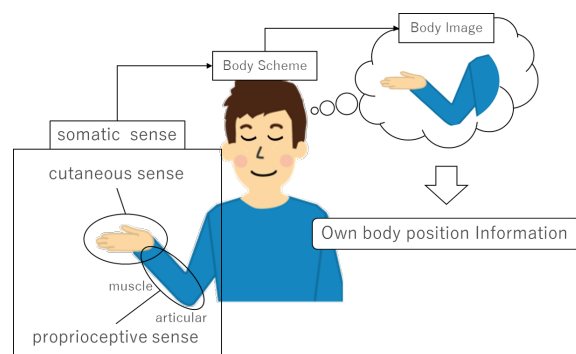 Body Image
Body Scheme
somatic sense
cutaneous sense
Own body position Information
muscle
articular
proprioceptive sense